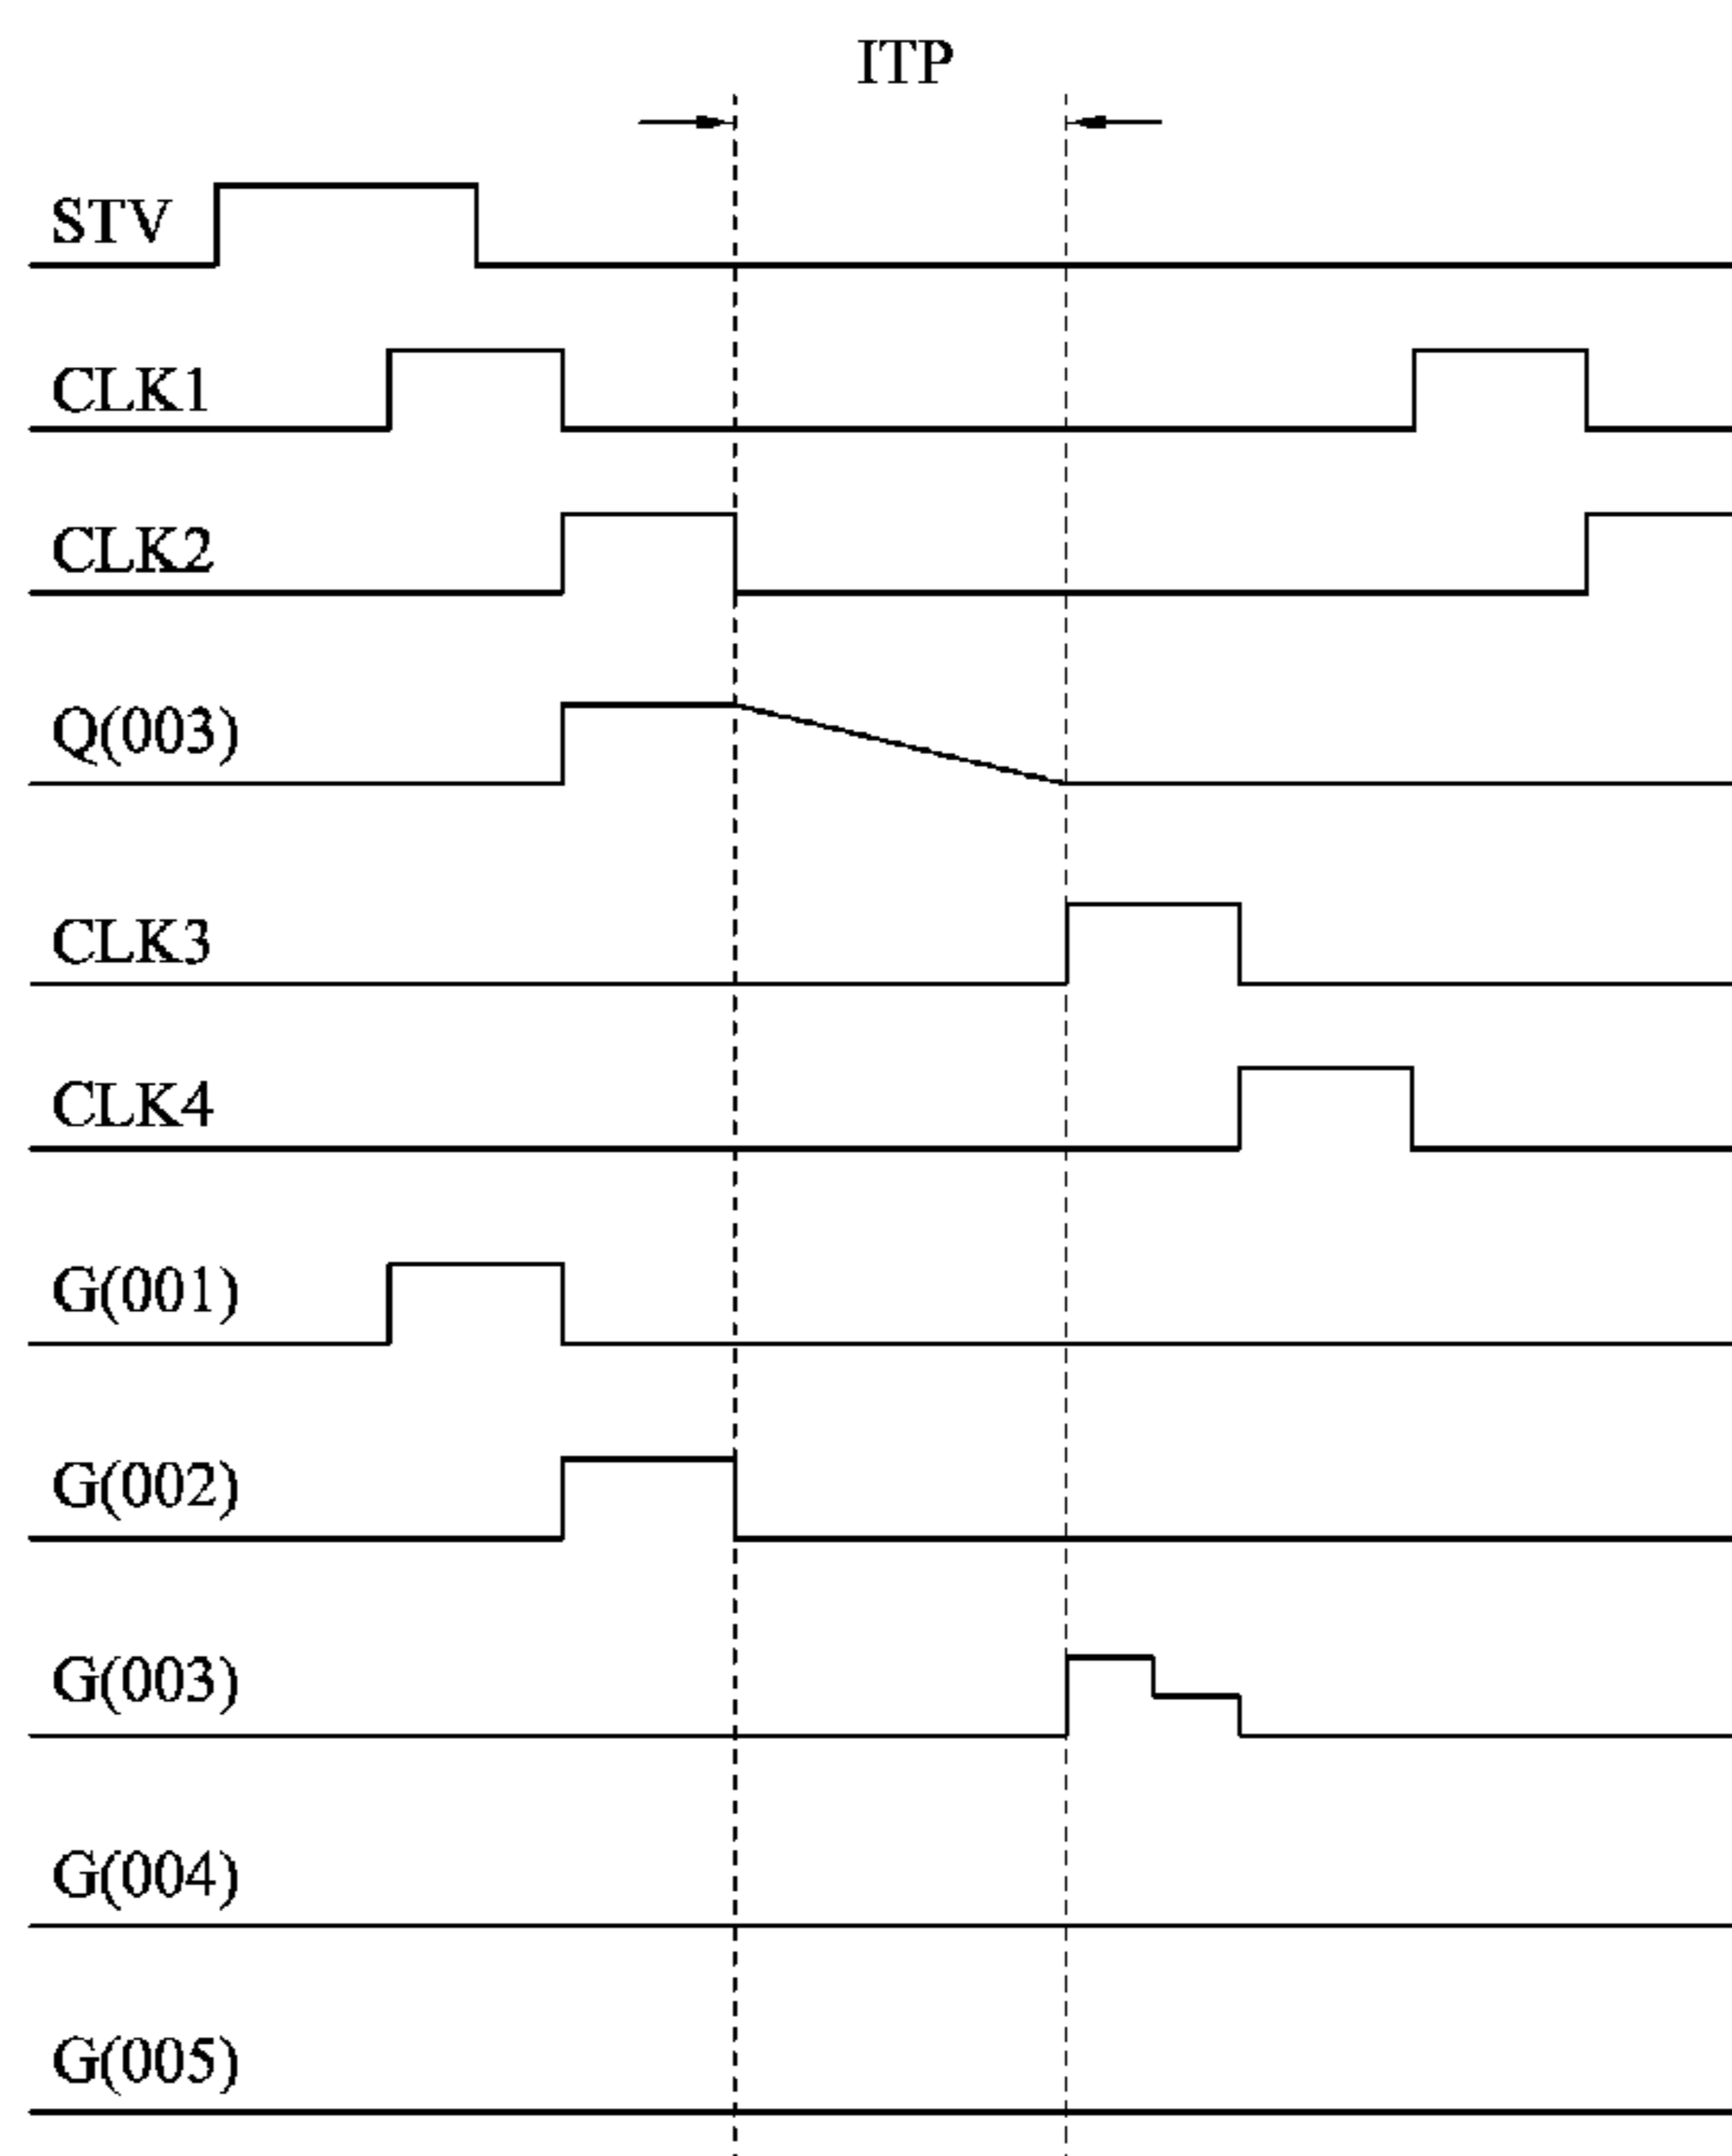 ITP
STV
CLK1
CLK2
Q(003)
CLK3
CLK4
G(001)
G(002)
G(003)
G(004)
G(005)